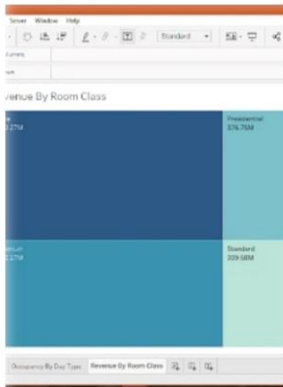 Server Window Help
Standard
venue By Room Class
Presidential
376.75M
Standard
309.58M
Occupancy By Day Type Revenue By Room Class